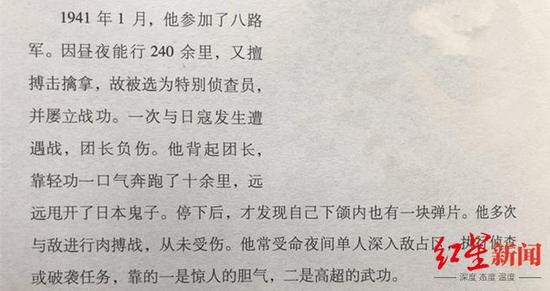 1941 年 1 月，他参加了八路
军。因昼夜能行 240 余里，又擅
搏击擒拿，故被选为特别侦查员，
并屡立战功。一次与日寇发生遭
遇战，团长负伤。他背起团长，
靠轻功一口气奔跑了十余里，远
远甩开了日本鬼子。停下后，才发现自己下颌内也有一块弹片。他多次
与敌进行肉搏战，从未受伤。他常受命夜间单人深入敌占区，执行侦查
或破袭任务，靠的一是惊人的胆气，二是高超的武功。
红星新闻
深度 态度 温度